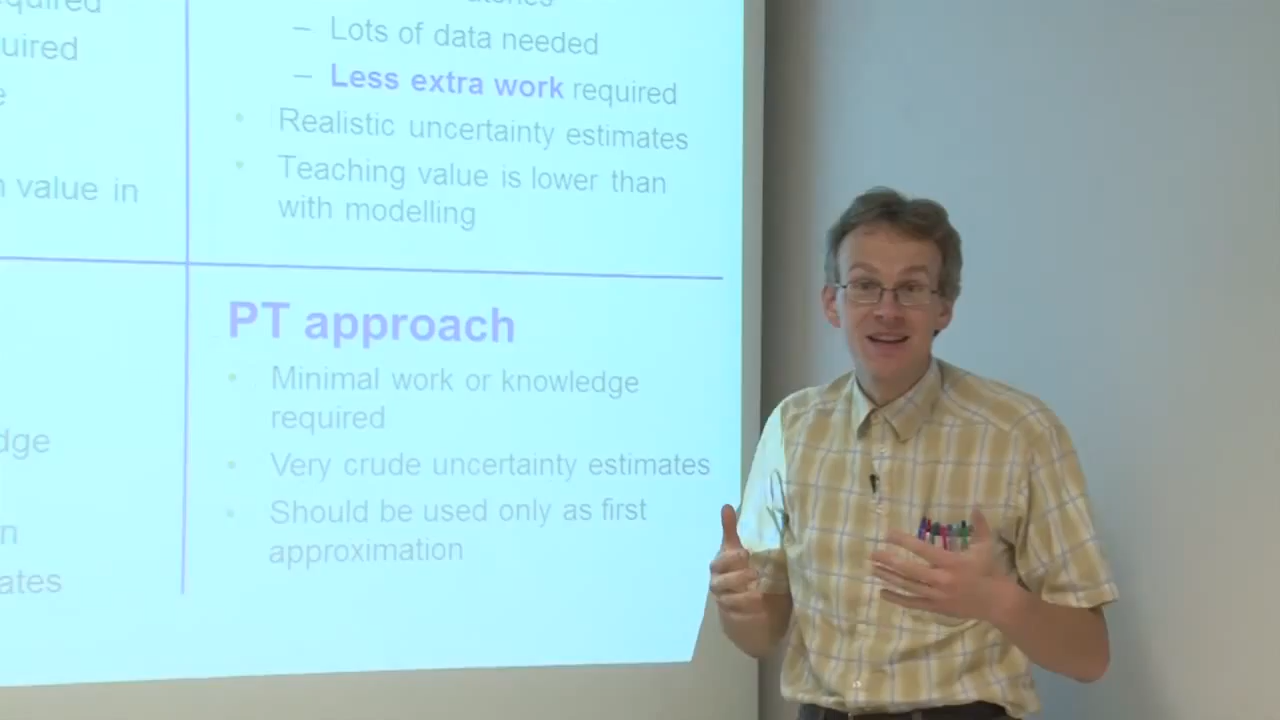 – Lots of data needed
uired
– Less extra work required
• Realistic uncertainty estimates
• Teaching value is lower than
value in
with modelling
PT approach
• Minimal work or knowledge
required
dge
• Very crude uncertainty estimates
• Should be used only as first
n
approximation
ates